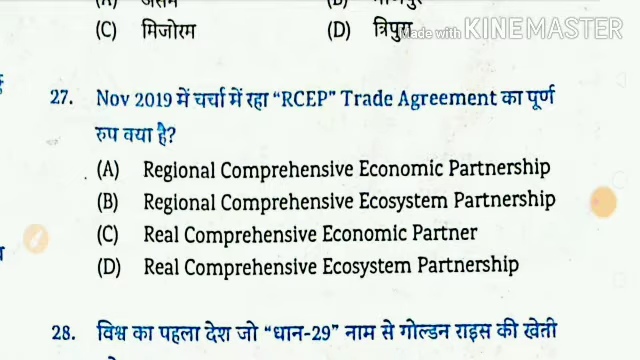 (C) मिजोरम (D) त्रिपुरा
Made with KINEMASTER
27. Nov 2019 में चर्चा में रहा “RCEP” Trade Agreement का पूर्ण
रुप क्या है?
(A) Regional Comprehensive Economic Partnership
(B) Regional Comprehensive Ecosystem Partnership
(C) Real Comprehensive Economic Partner
(D) Real Comprehensive Ecosystem Partnership
28. विश्व का पहला देश जो “धान-29” नाम से गोल्डन राइस की खेती